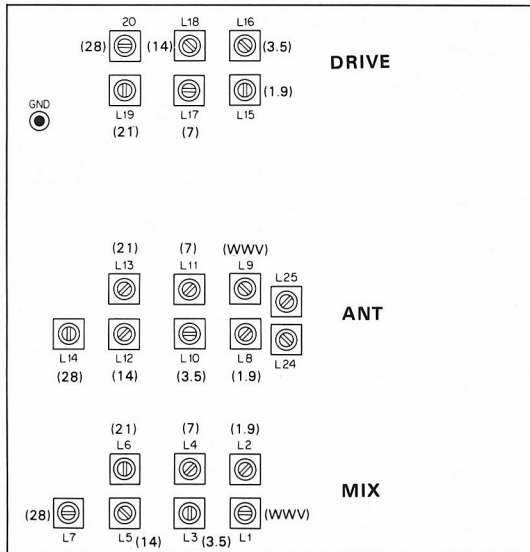 20 L18 L16
(28) (14) (3.5)
DRIVE
(1.9)
GND
L19 L17 L15
(21) (7)
(21) (7) (WWV)
L13 L11 L9
L25
ANT
L14 L12 L10 L8 L24
(28) (14) (3.5) (1.9)
(21) (7) (1.9)
L6 L4 L2
MIX
(28) (WWV)
L7 L5 (14) L3 (3.5) L1